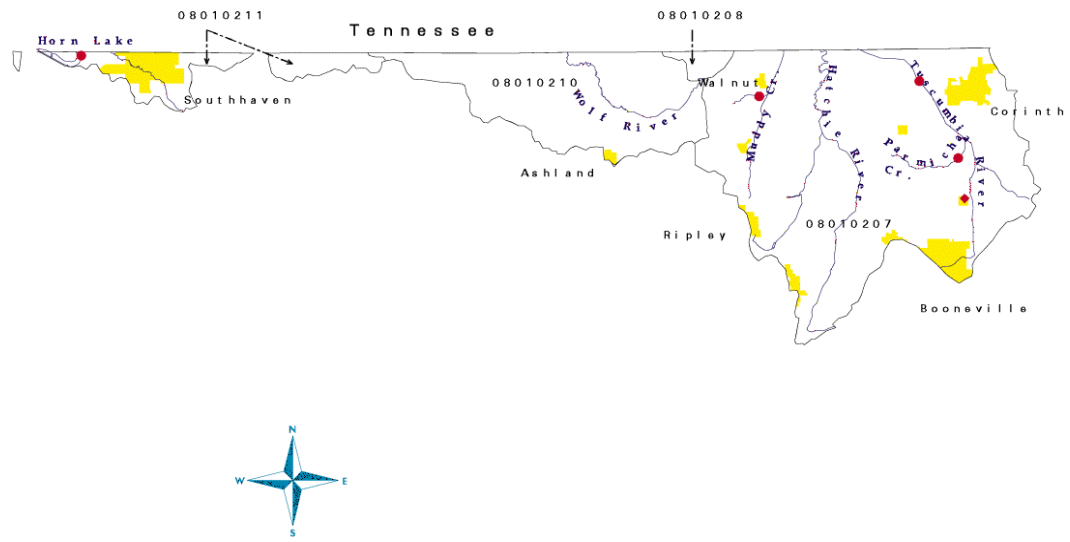 08010211
08010208
Tennessee
Horn Lake
08010210
Walnut
Southhaven
Corinth
Wolf River
Muddy Cr.
Hatchie River
Tuscumbia River
Parmicha Cr.
Ashland
Ripley
08010207
Booneville
N
W
E
S